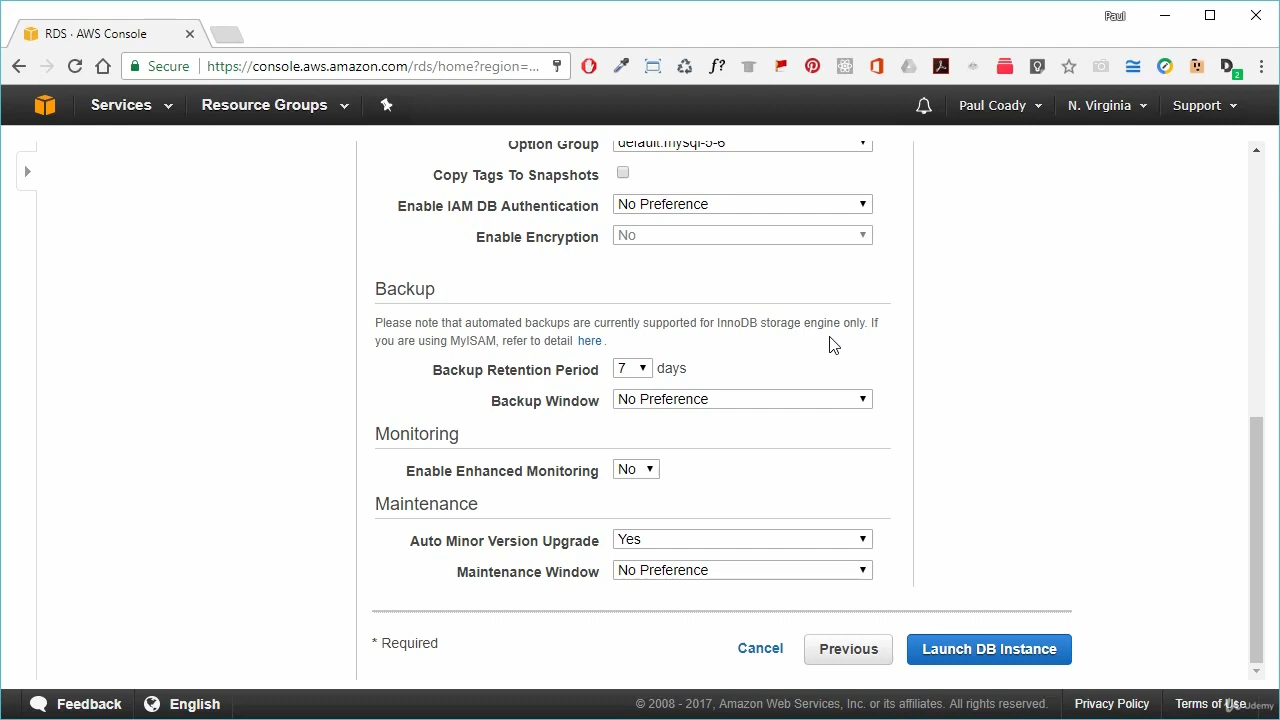 Paul
RDS · AWS Console
Secure
https://console.aws.amazon.com/rds/home?region=...
f?
2
Services
Resource Groups
Paul Coady
N. Virginia
Support
Option Group default.mysql-5-6
Copy Tags To Snapshots
Enable IAM DB Authentication No Preference
Enable Encryption No
Backup
Please note that automated backups are currently supported for InnoDB storage engine only. If
you are using MyISAM, refer to detail here .
Backup Retention Period 7 days
Backup Window No Preference
Monitoring
Enable Enhanced Monitoring No
Maintenance
Auto Minor Version Upgrade Yes
Maintenance Window No Preference
* Required
Cancel
Previous
Launch DB Instance
Feedback
English
© 2008 - 2017, Amazon Web Services, Inc. or its affiliates. All rights reserved.
Privacy Policy
Terms of Use
Udemy